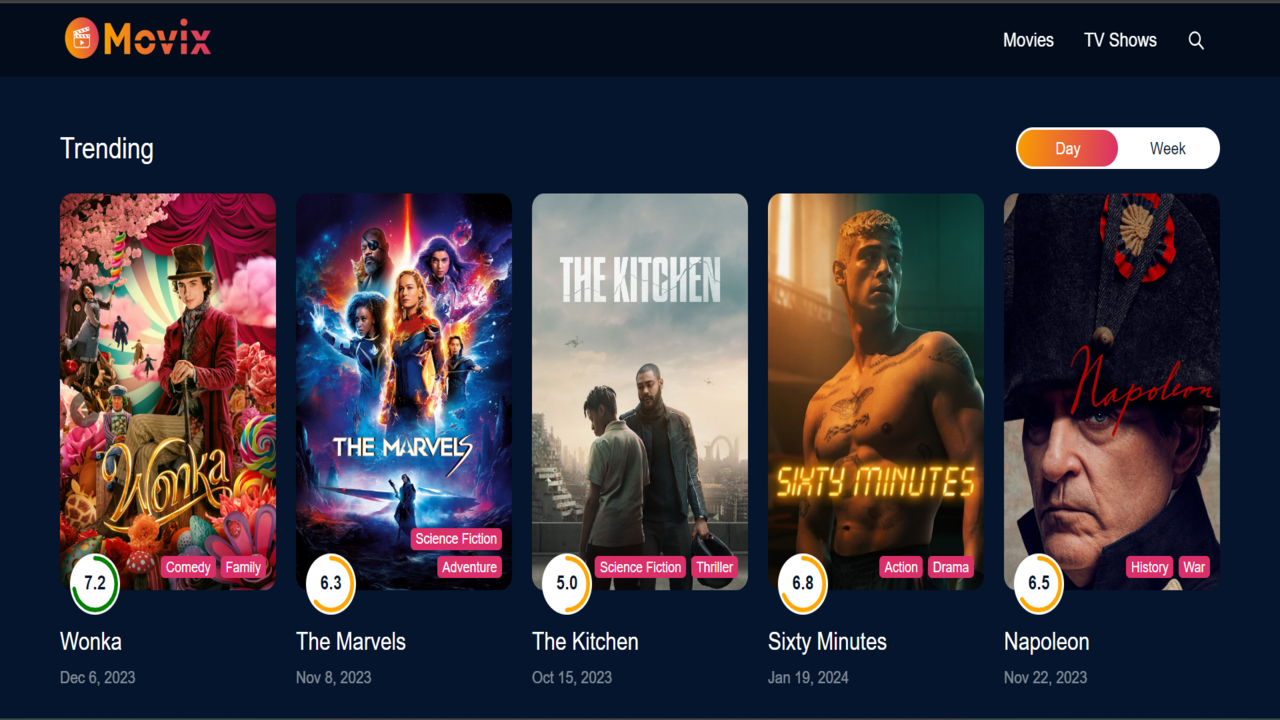 Movix
Movies TV Shows
Trending
Day Week
Wonka
Comedy Family
7.2
THE MARVELS
Science Fiction
Adventure
6.3
THE KITCHEN
Science Fiction Thriller
5.0
SIXTY MINUTES
Action Drama
6.8
Napoleon
History War
6.5
Wonka
Dec 6, 2023
The Marvels
Nov 8, 2023
The Kitchen
Oct 15, 2023
Sixty Minutes
Jan 19, 2024
Napoleon
Nov 22, 2023